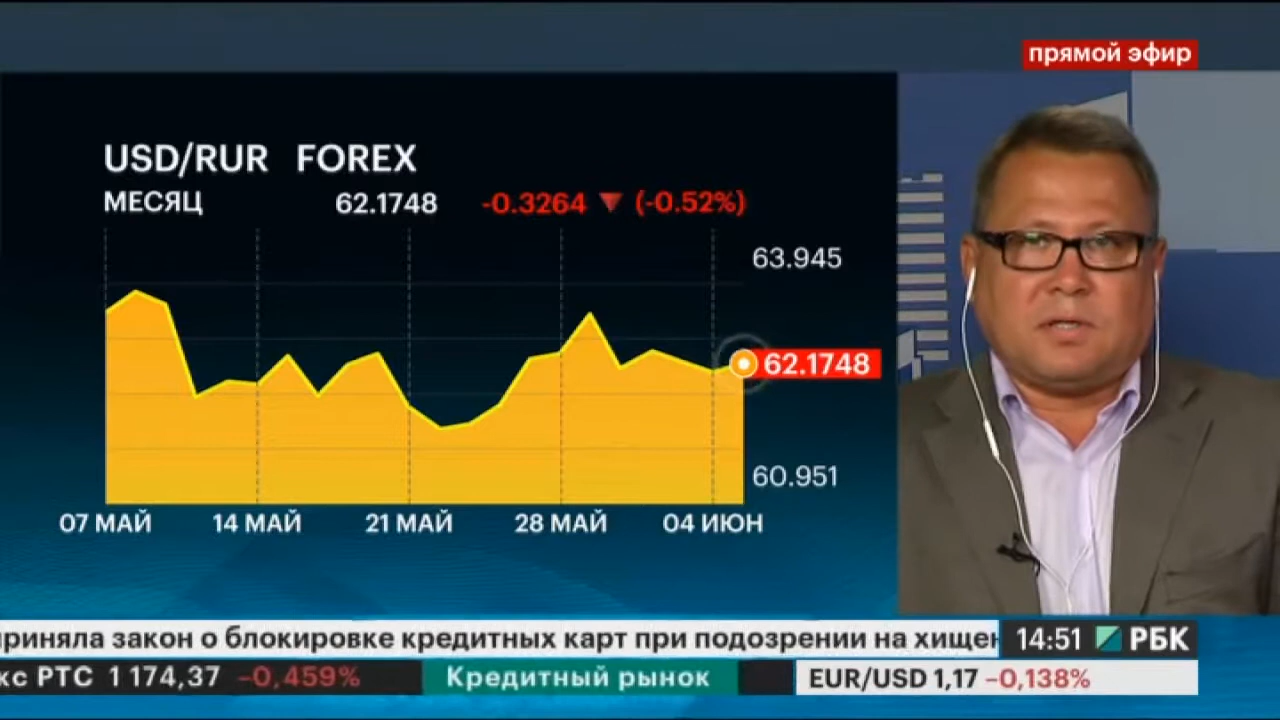 прямой эфир
USD/RUR FOREX
МЕСЯЦ 62.1748 -0.3264 ▼ (-0.52%)
63.945
62.1748
60.951
07 МАЙ 14 МАЙ 21 МАЙ 28 МАЙ 04 ИЮН
приняла закон о блокировке кредитных карт при подозрении на хищен 14:51 РБК
кс РТС 1 174,37 -0,459% Кредитный рынок EUR/USD 1,17 -0,138%